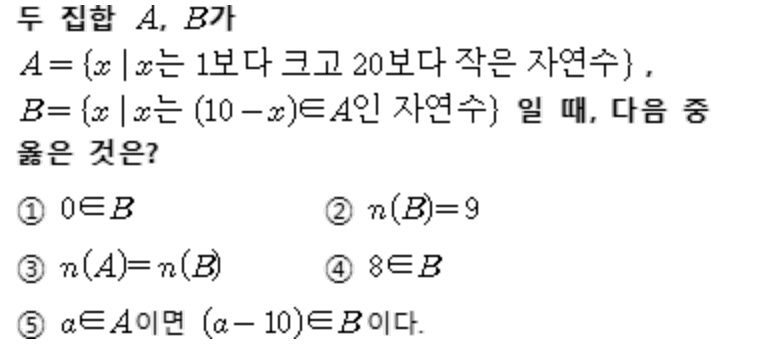 두 집합 A, B가
A={x | x는 1보다 크고 20보다 작은 자연수},
B={x | x는 (10-x)∈A인 자연수} 일 때, 다음 중
옳은 것은?
① 0∈B ② n(B)=9
③ n(A)=n(B) ④ 8∈B
⑤ a∈A이면 (a-10)∈B이다.